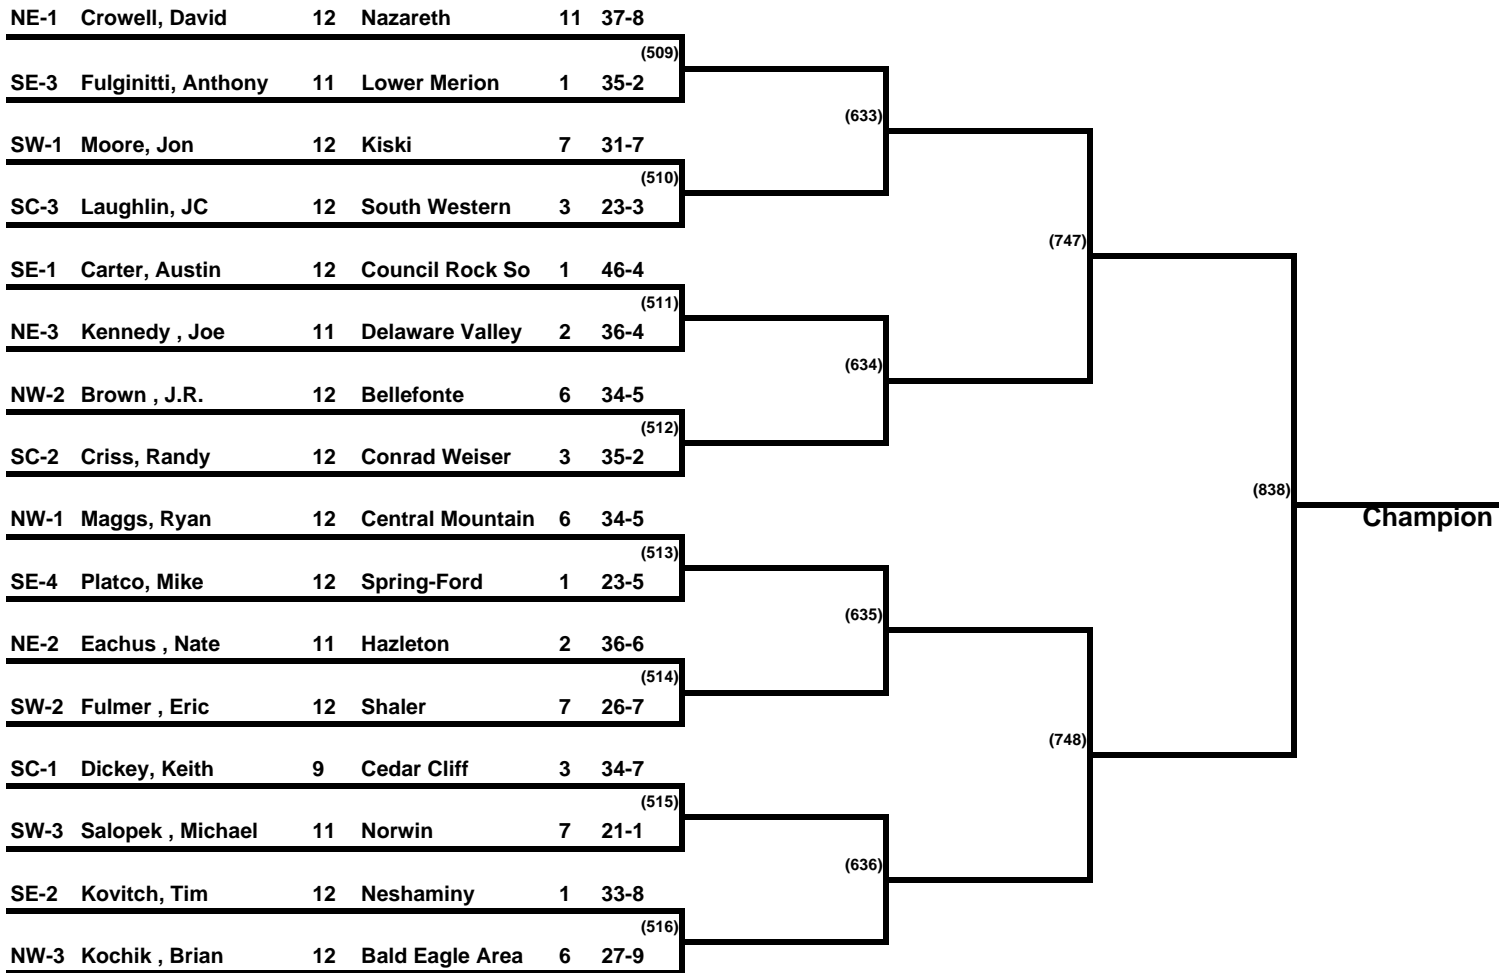 NE-1 Crowell, David 12 Nazareth 11 37-8
(509)
SE-3 Fulginitti, Anthony 11 Lower Merion 1 35-2
(633)
SW-1 Moore, Jon 12 Kiski 7 31-7
(510)
SC-3 Laughlin, JC 12 South Western 3 23-3
(747)
SE-1 Carter, Austin 12 Council Rock So 1 46-4
(511)
NE-3 Kennedy , Joe 11 Delaware Valley 2 36-4
(634)
NW-2 Brown , J.R. 12 Bellefonte 6 34-5
(512)
SC-2 Criss, Randy 12 Conrad Weiser 3 35-2
(838)
NW-1 Maggs, Ryan 12 Central Mountain 6 34-5
Champion
(513)
SE-4 Platco, Mike 12 Spring-Ford 1 23-5
(635)
NE-2 Eachus , Nate 11 Hazleton 2 36-6
(514)
SW-2 Fulmer , Eric 12 Shaler 7 26-7
(748)
SC-1 Dickey, Keith 9 Cedar Cliff 3 34-7
(515)
SW-3 Salopek , Michael 11 Norwin 7 21-1
(636)
SE-2 Kovitch, Tim 12 Neshaminy 1 33-8
(516)
NW-3 Kochik , Brian 12 Bald Eagle Area 6 27-9